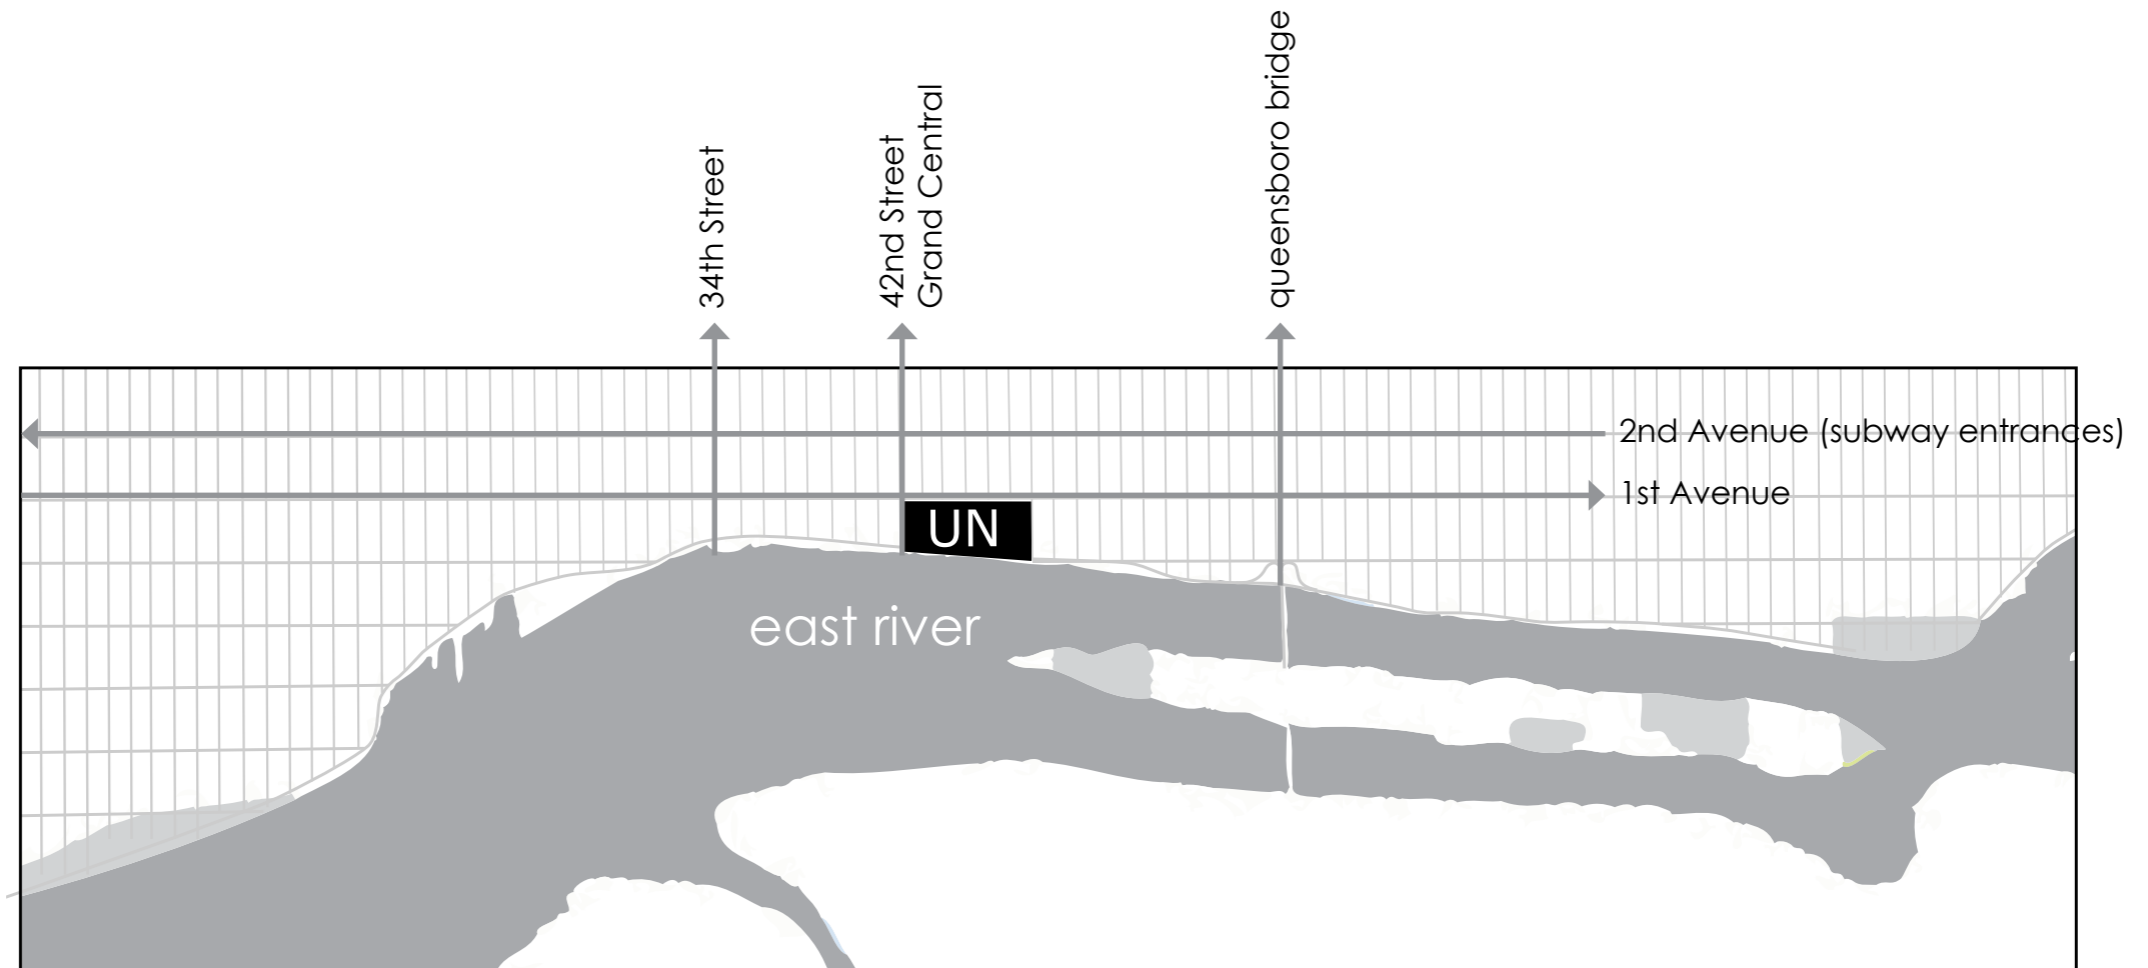 34th Street
42nd Street
Grand Central
queensboro bridge
2nd Avenue (subway entrances)
1st Avenue
UN
east river